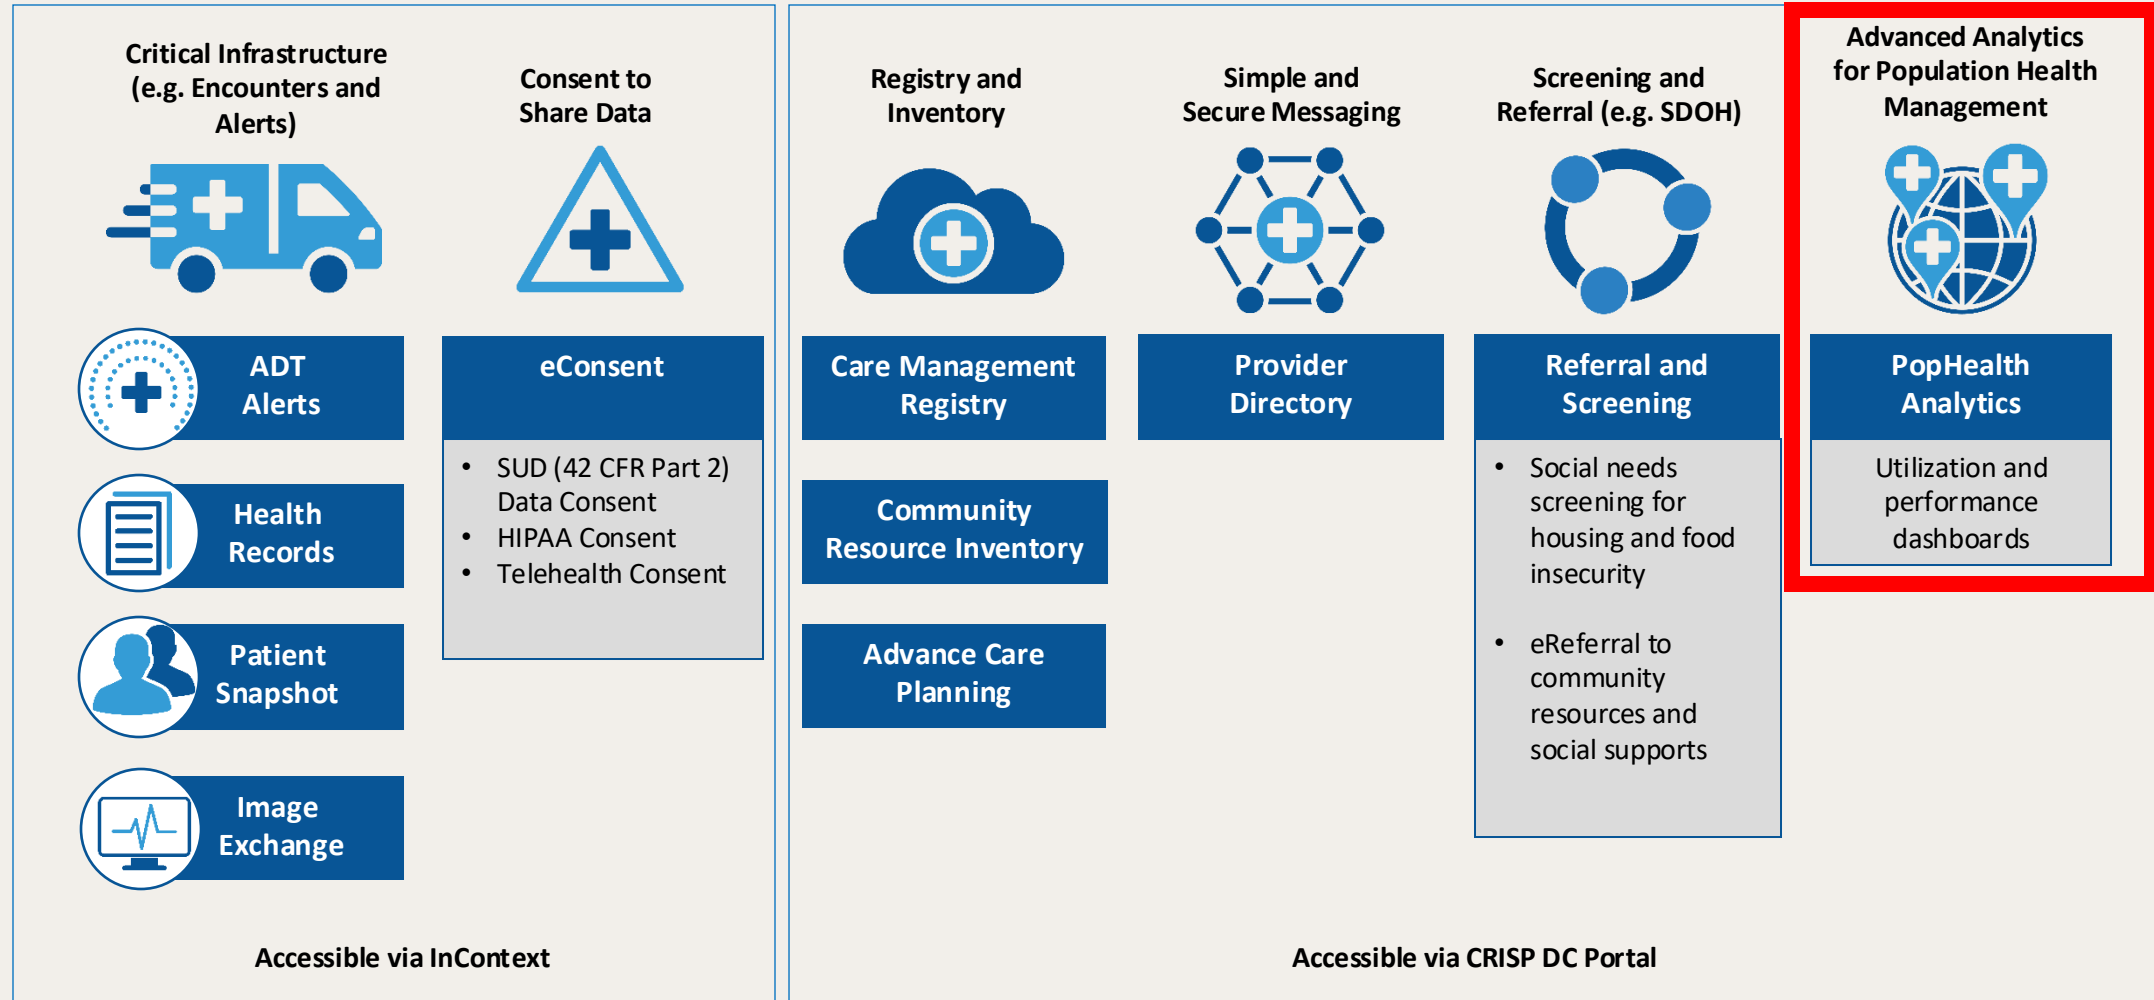 Critical Infrastructure
(e.g. Encounters and
Alerts)
ADT
Alerts
Health
Records
Patient
Snapshot
Image
Exchange
Consent to
Share Data
eConsent
• SUD (42 CFR Part 2)
Data Consent
• HIPAA Consent
• Telehealth Consent
Accessible via InContext
Registry and
Inventory
Care Management
Registry
Community
Resource Inventory
Advance Care
Planning
Simple and
Secure Messaging
Provider
Directory
Screening and
Referral (e.g. SDOH)
Referral and
Screening
• Social needs
screening for
housing and food
insecurity
• eReferral to
community
resources and
social supports
Advanced Analytics
for Population Health
Management
PopHealth
Analytics
Utilization and
performance
dashboards
Accessible via CRISP DC Portal